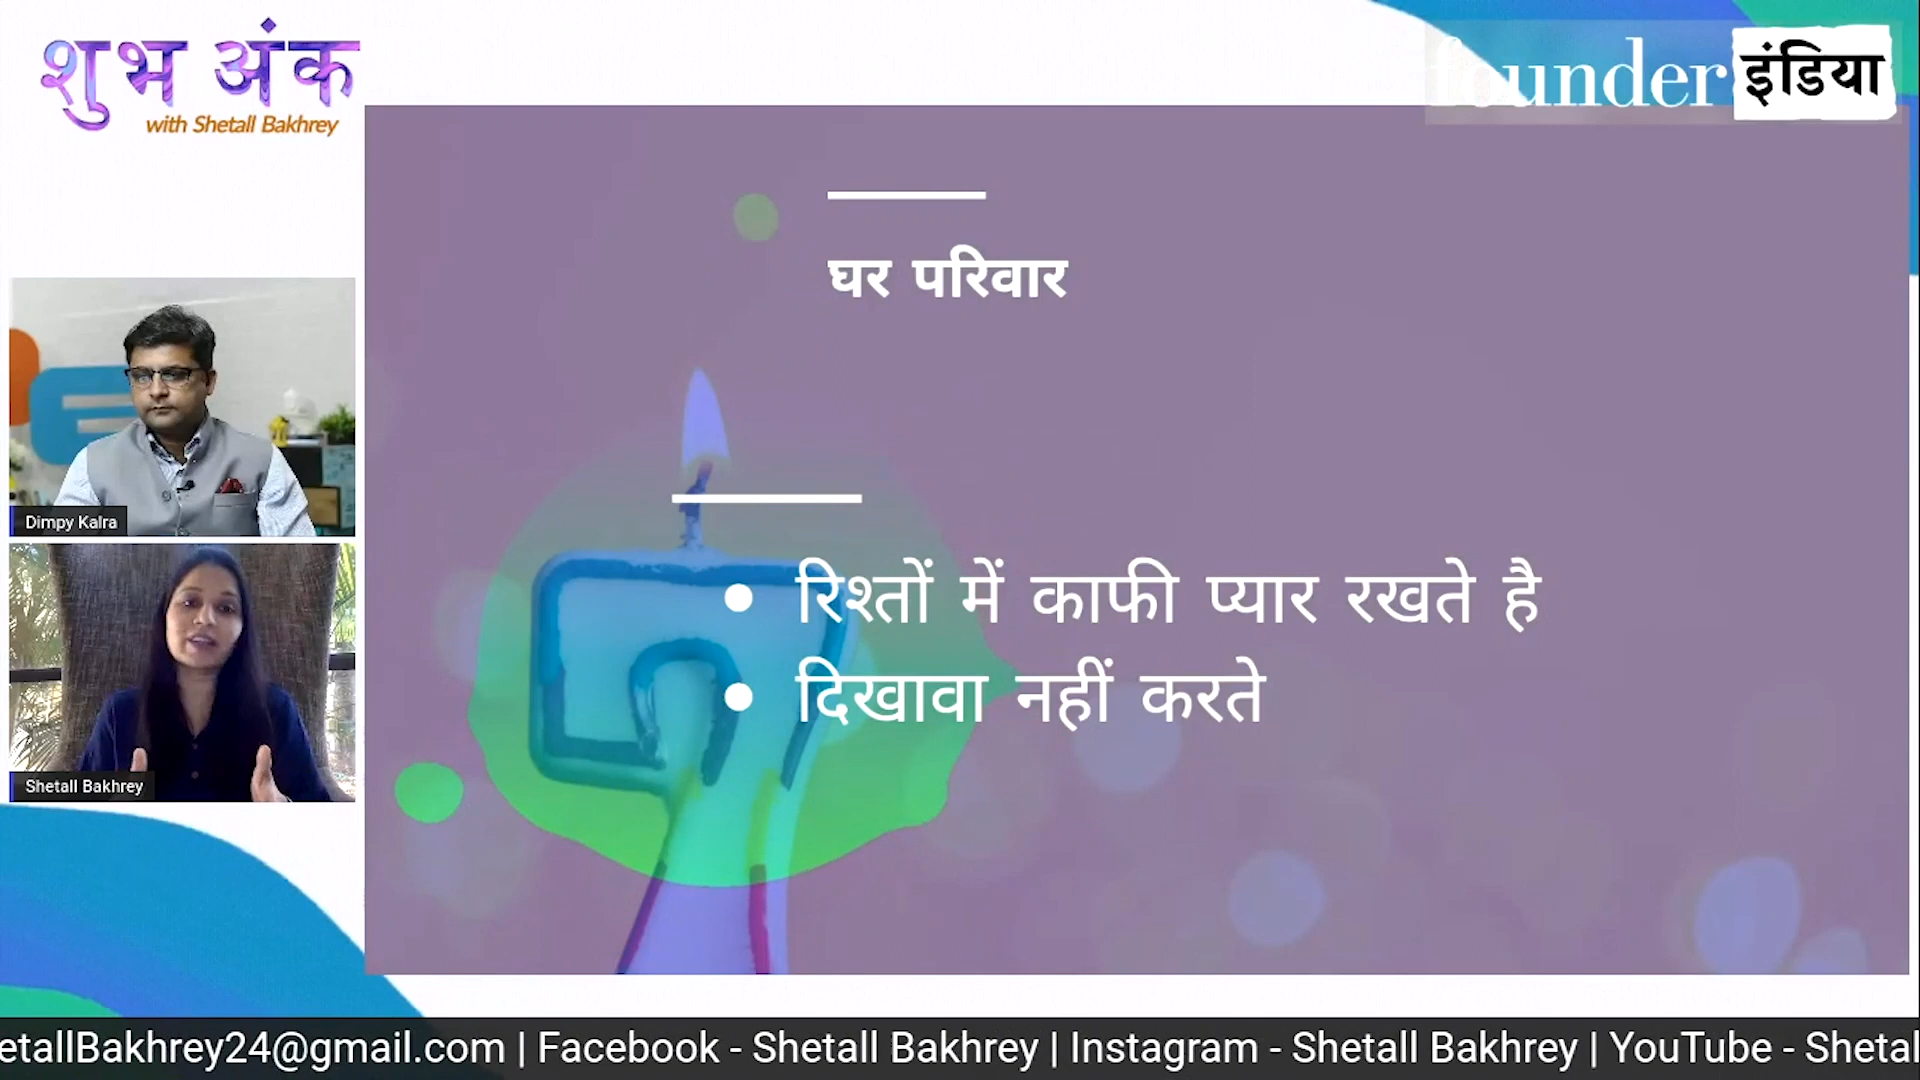 शुभ अंक
with Shetall Bakhrey
founder इंडिया
घर परिवार
• रिश्तों में काफी प्यार रखते है
• दिखावा नहीं करते
Dimpy Kalra
Shetall Bakhrey
etallBakhrey24@gmail.com | Facebook - Shetall Bakhrey | Instagram - Shetall Bakhrey | YouTube - Shetal